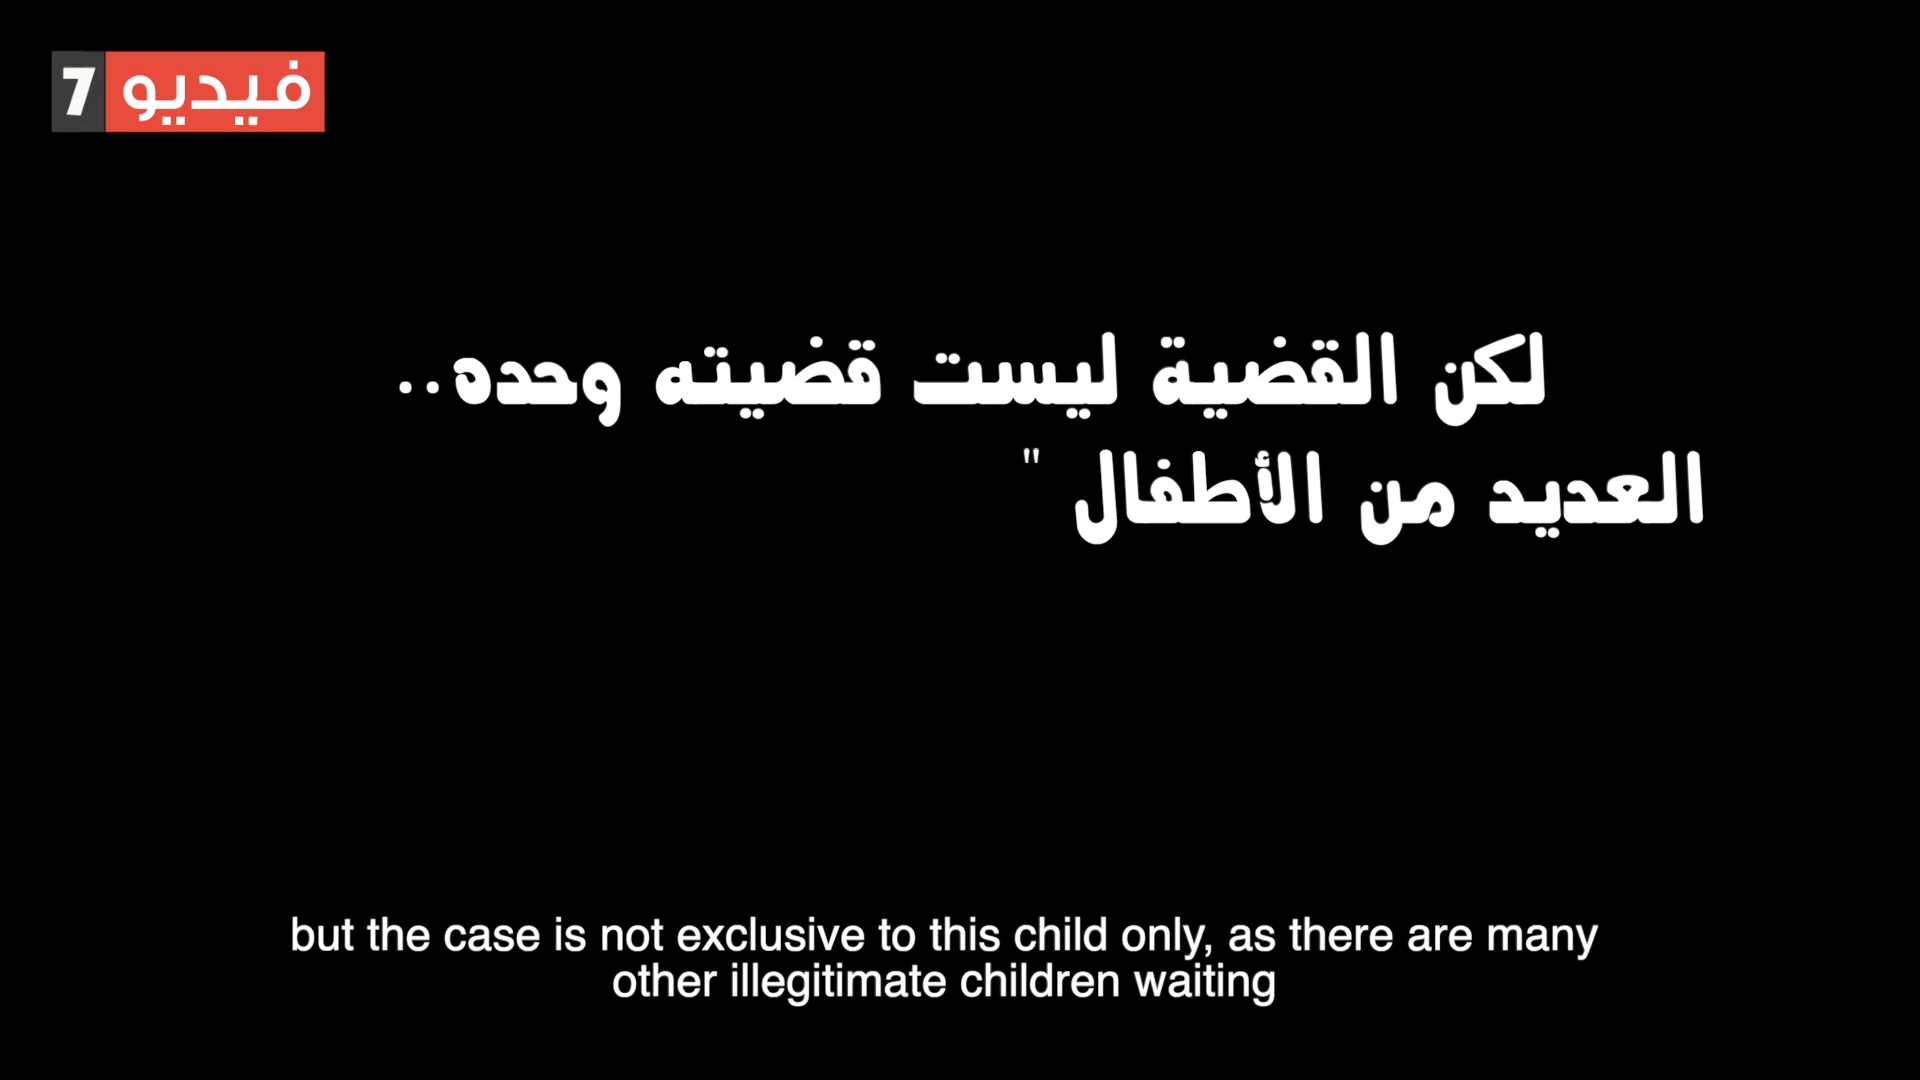 فيديو 7
لكن القضية ليست قضيته وحده..
العديد من الأطفال "
but the case is not exclusive to this child only, as there are many
other illegitimate children waiting